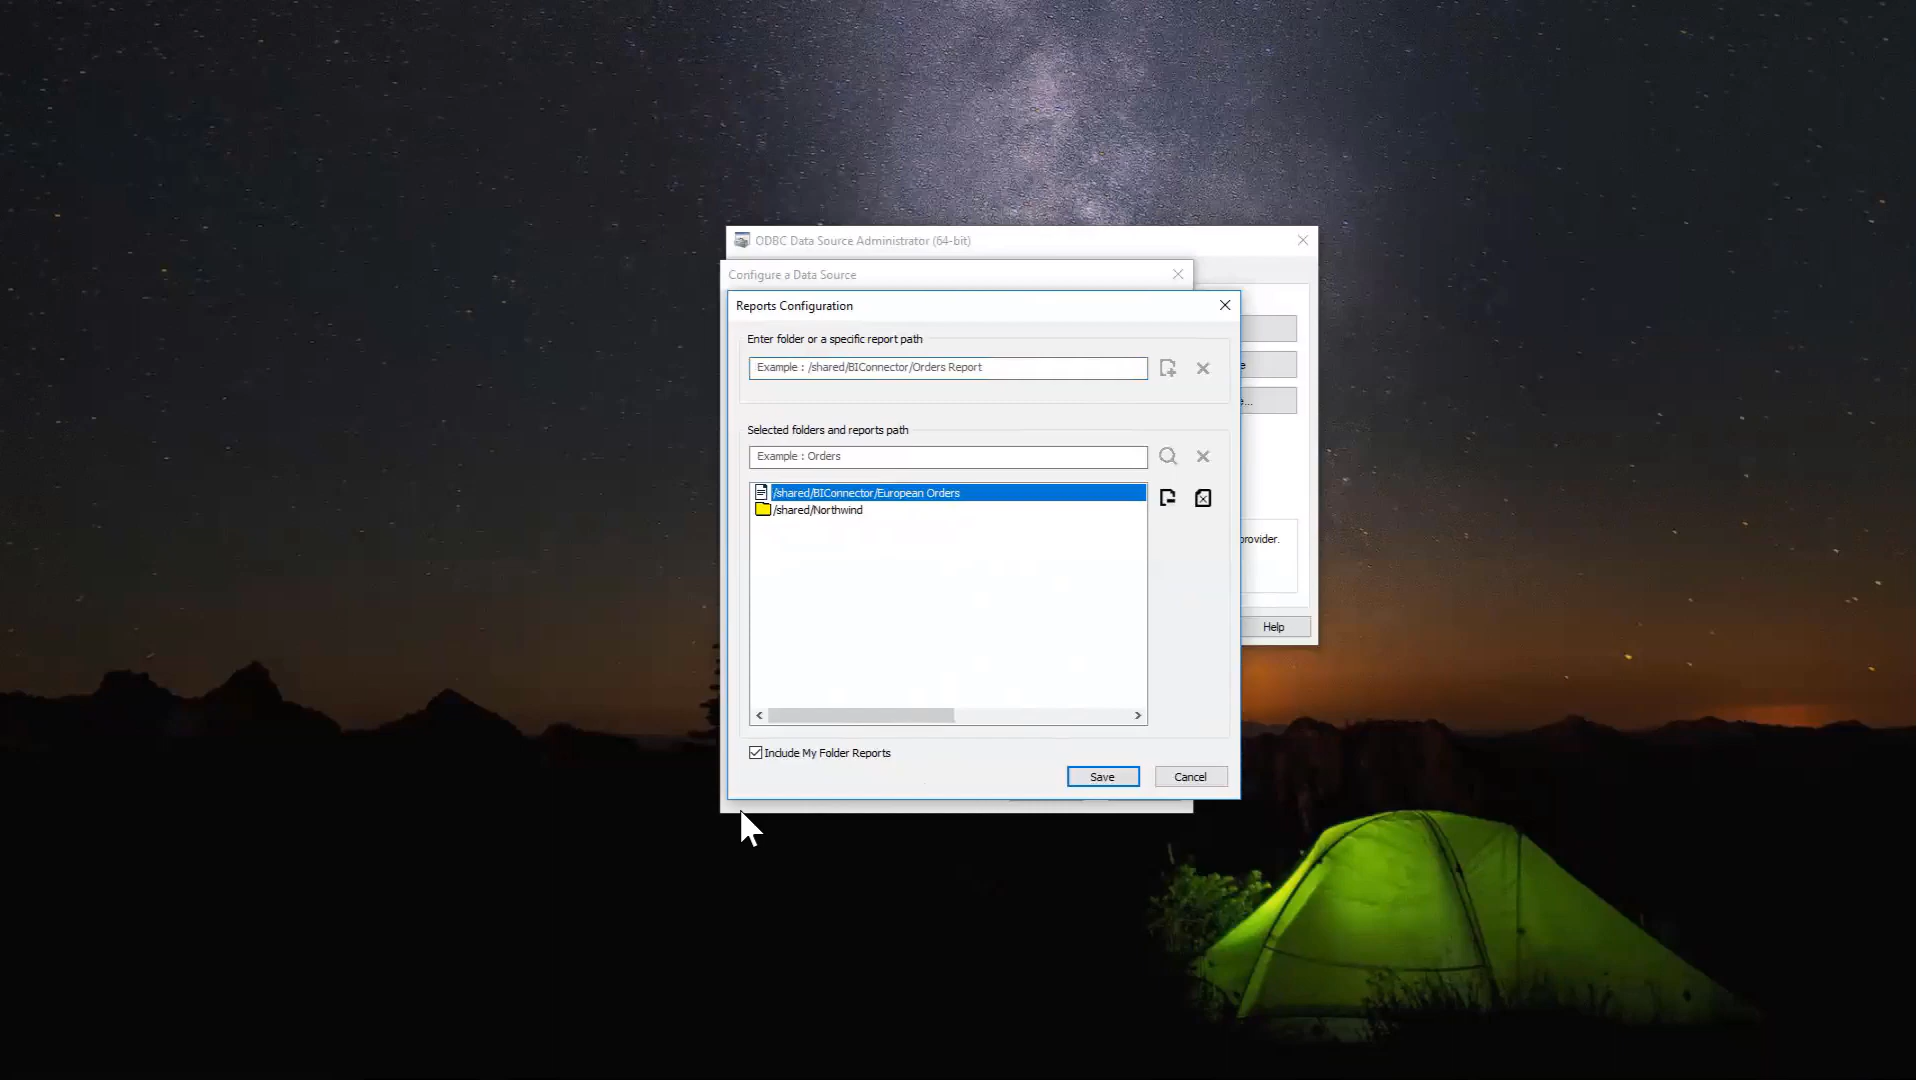 ODBC Data Source Administrator (64-bit)
Configure a Data Source
Reports Configuration
Enter folder or a specific report path
Example : /shared/BIConnector/Orders Report
Selected folders and reports path
Example : Orders
/shared/BIConnector/European Orders
/shared/Northwind
provider.
Help
Include My Folder Reports
Save
Cancel